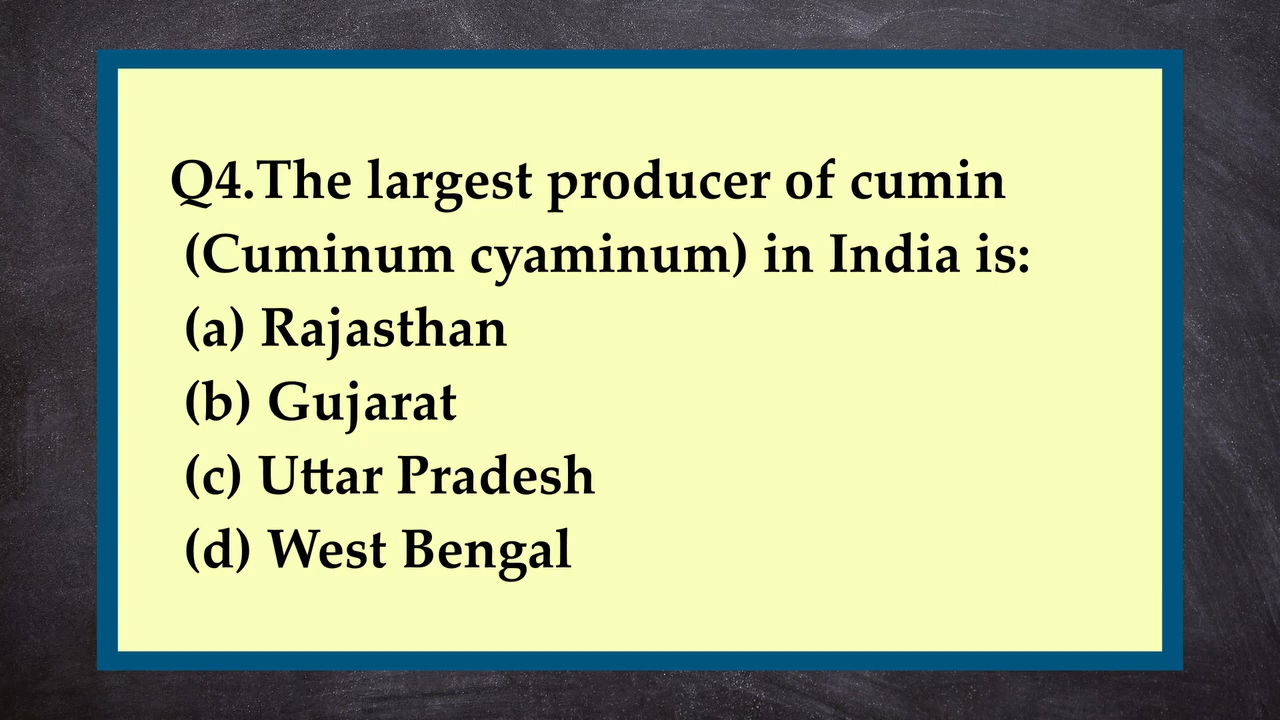 Q4.The largest producer of cumin
(Cuminum cyaminum) in India is:
(a) Rajasthan
(b) Gujarat
(c) Uttar Pradesh
(d) West Bengal